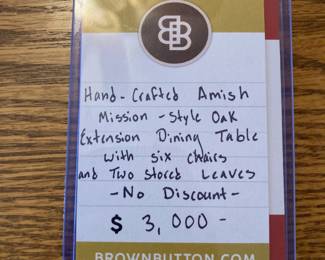 BB
Hand-Crafted Amish
Mission-Style Oak
Extension Dining Table
with six chairs
and Two stored Leaves
-No Discount-
$ 3,000-
BROWNBUTTON.COM